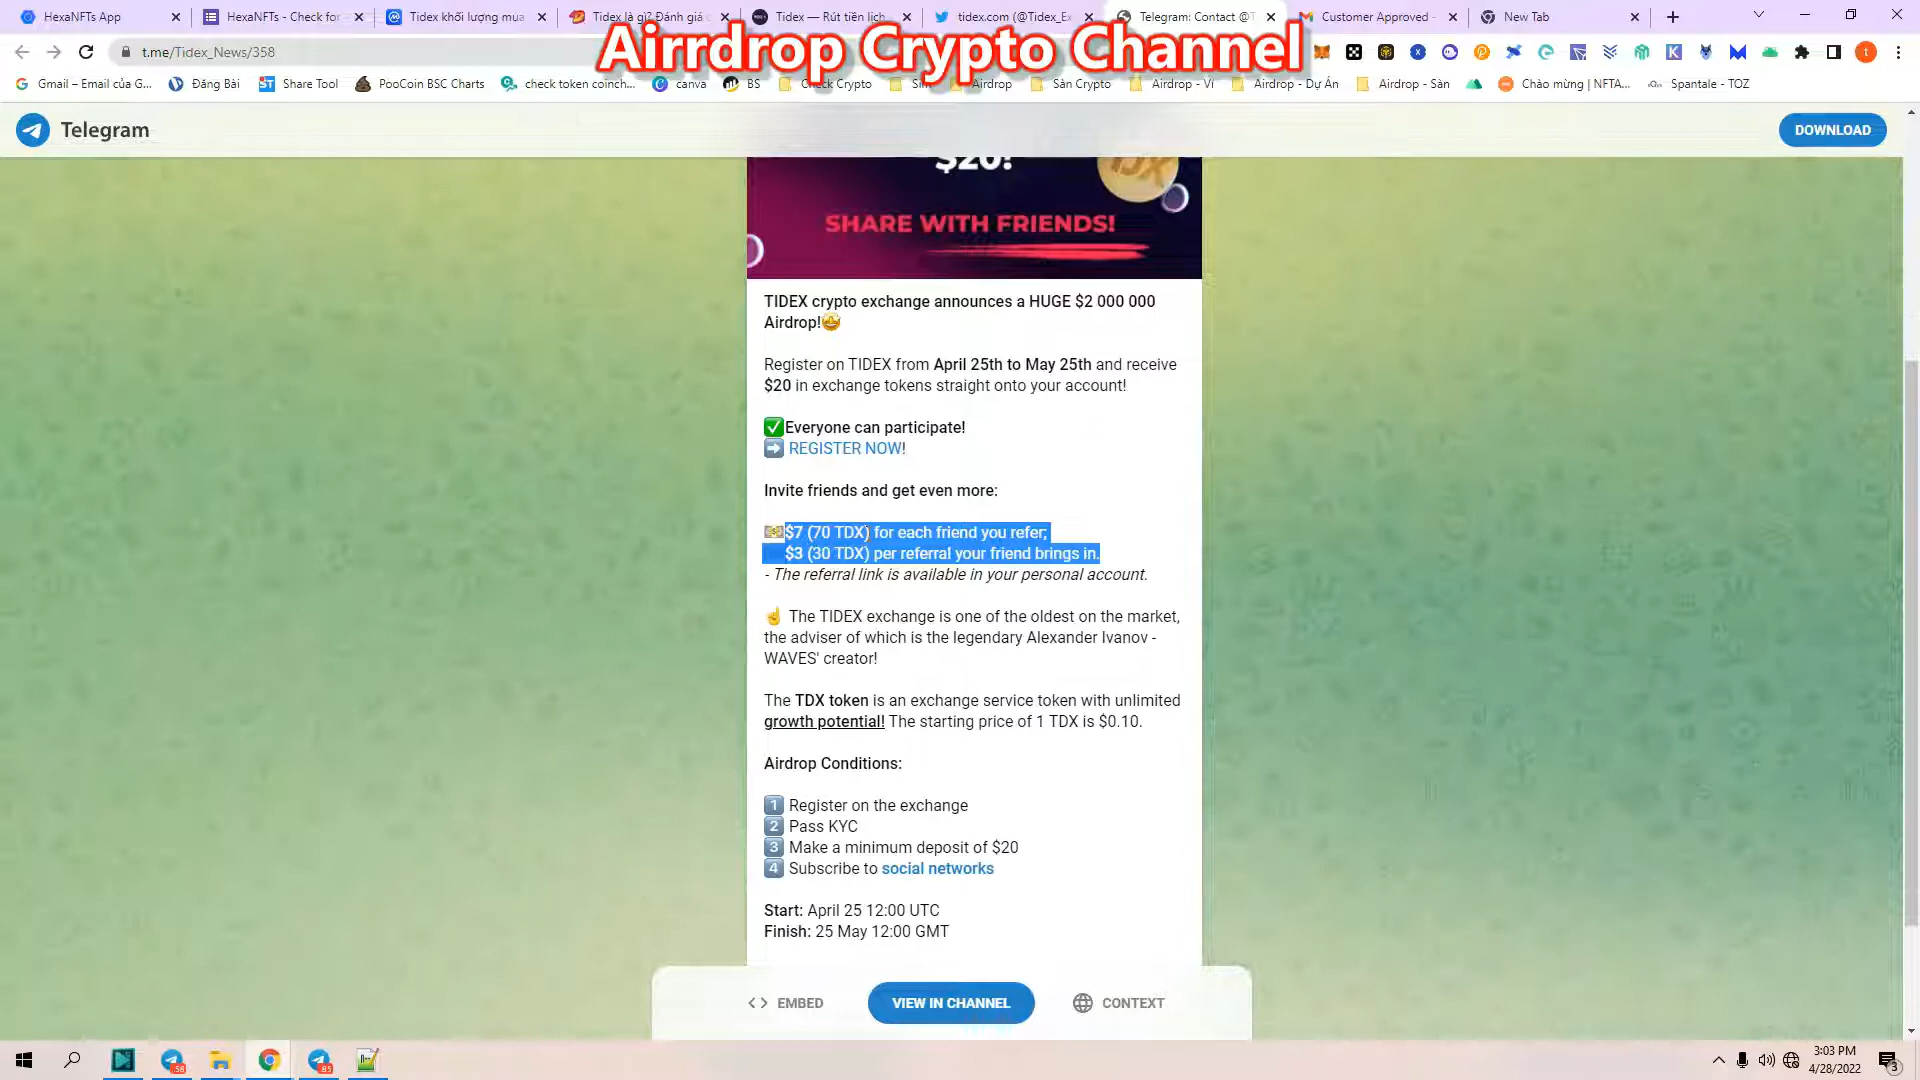 HexaNFTs App
HexaNFTs - Check for
Tidex khối lượng mua
Tidex là gì? Đánh giá
Tidex — Rút tiền lịch
tidex.com (@Tidex_Ex
Telegram: Contact @T
Customer Approved -
New Tab
t.me/Tidex_News/358
Airrdrop Crypto Channel
Gmail – Email của G...
Đăng Bài
Share Tool
PooCoin BSC Charts
check token coinch...
canva
BS
Check Crypto
Airdrop
Sàn Crypto
Airdrop - Ví
Airdrop - Dự Án
Airdrop - Sàn
Chào mừng | NFTA...
Spantale - TOZ
Telegram
DOWNLOAD
$20!
SHARE WITH FRIENDS!
TIDEX crypto exchange announces a HUGE $2 000 000
Airdrop!🤩
Register on TIDEX from April 25th to May 25th and receive
$20 in exchange tokens straight onto your account!
✅Everyone can participate!
➡️ REGISTER NOW!
Invite friends and get even more:
💵$7 (70 TDX) for each friend you refer;
$3 (30 TDX) per referral your friend brings in.
- The referral link is available in your personal account.
☝️ The TIDEX exchange is one of the oldest on the market,
the adviser of which is the legendary Alexander Ivanov -
WAVES' creator!
The TDX token is an exchange service token with unlimited
growth potential! The starting price of 1 TDX is $0.10.
Airdrop Conditions:
1️⃣ Register on the exchange
2️⃣ Pass KYC
3️⃣ Make a minimum deposit of $20
4️⃣ Subscribe to social networks
Start: April 25 12:00 UTC
Finish: 25 May 12:00 GMT
EMBED
VIEW IN CHANNEL
CONTEXT
3:03 PM
4/28/2022